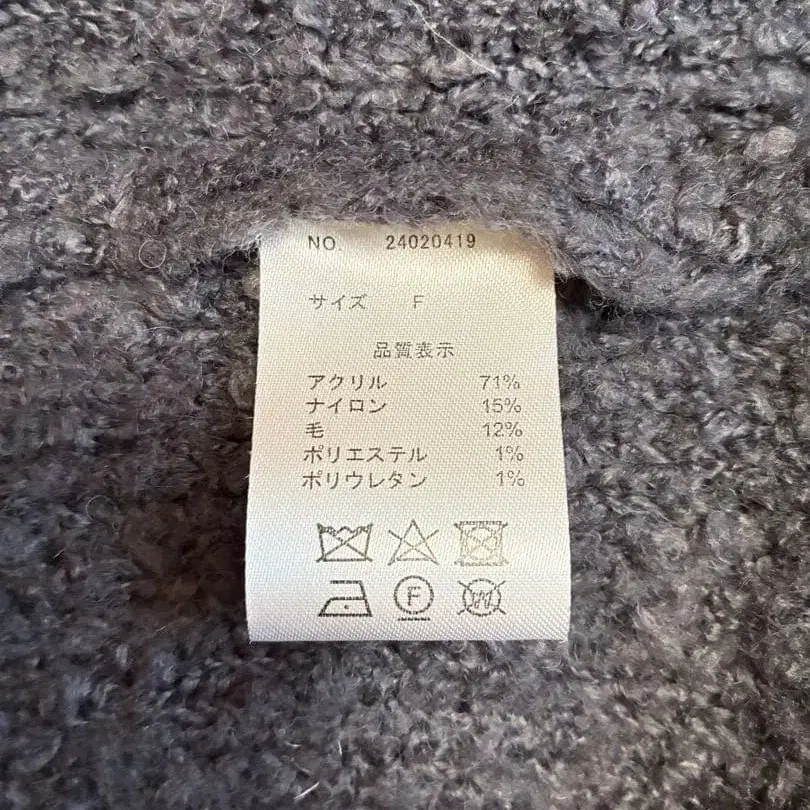 NO. 24020419
サイズ F
品質表示
アクリル 71%
ナイロン 15%
毛 12%
ポリエステル 1%
ポリウレタン 1%
F W